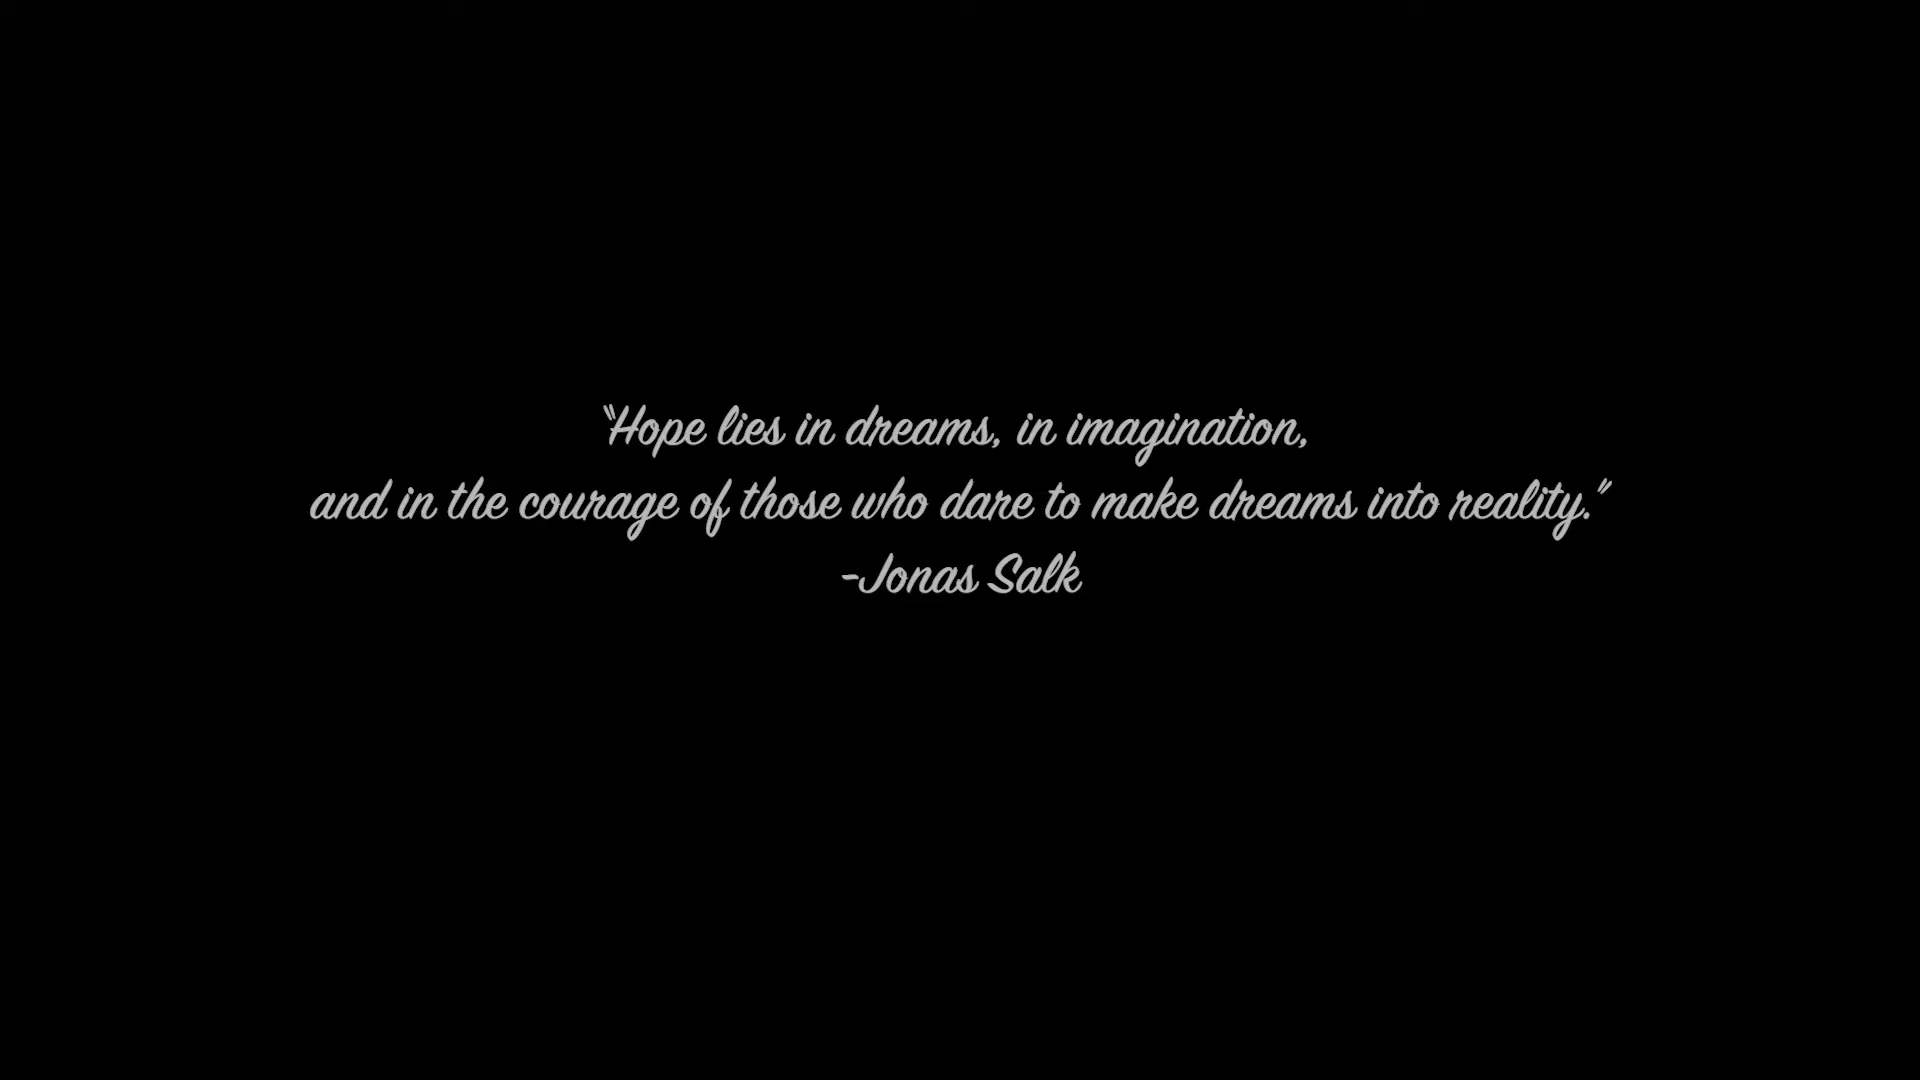 “Hope lies in dreams, in imagination,
and in the courage of those who dare to make dreams into reality.”
-Jonas Salk